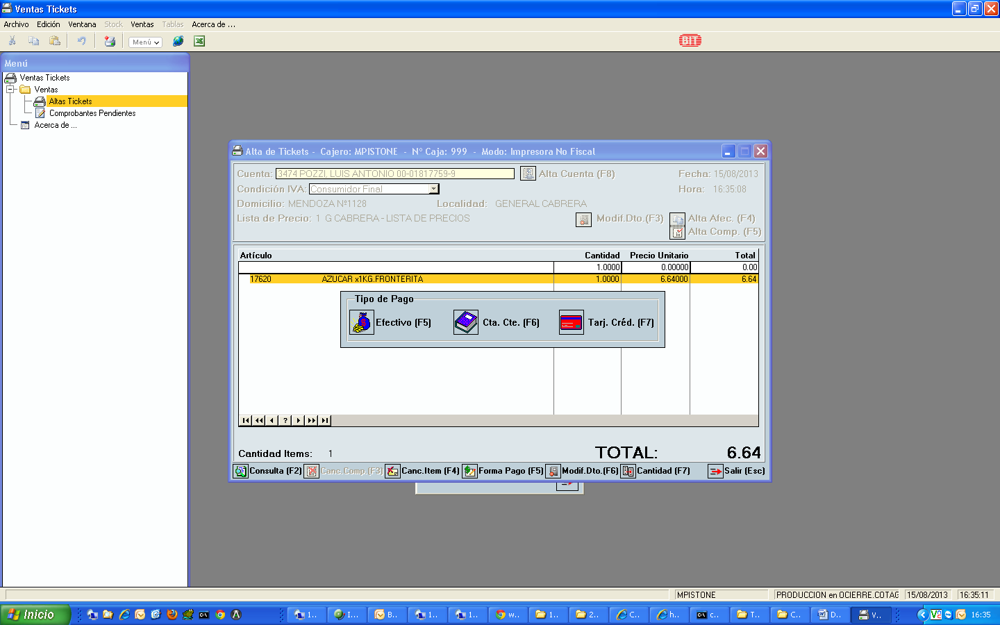 Ventas Tickets
Archivo Edición Ventana Stock Ventas Tablas Acerca de ...
Menú
Menú
Ventas Tickets
Ventas
Altas Tickets
Comprobantes Pendientes
Acerca de ...
Alta de Tickets - Cajero: MPISTONE - Nº Caja: 999 - Modo: Impresora No Fiscal
Cuenta: 3474 POZZI, LUIS ANTONIO 00-01817759-9 Alta Cuenta (F8) Fecha: 15/08/2013
Condición IVA: Consumidor Final Hora: 16:35:08
Domicilio: MENDOZA Nº1128 Localidad: GENERAL CABRERA
Lista de Precio: 1 G CABRERA - LISTA DE PRECIOS Modif.Dto.(F3) Alta Afec. (F4)
Alta Comp. (F5)
Artículo Cantidad Precio Unitario Total
1.0000 0.00000 0.00
17620 AZUCAR x1KG.FRONTERITA 1.0000 6.64000 6.64
Tipo de Pago
Efectivo (F5) Cta. Cte. (F6) Tarj. Créd. (F7)
?
Cantidad Items: 1 TOTAL: 6.64
Consulta (F2) Canc.Comp.(F3) Canc.Item (F4) Forma Pago (F5) Modif.Dto.(F6) Cantidad (F7) Salir (Esc)
MPISTONE PRODUCCION en OCIERRE.COTAG 15/08/2013 16:35:11
Inicio 1.. I... B... 1.. 1.. w... 1.. 2... C... h... c... T... C... D... V... 16:35